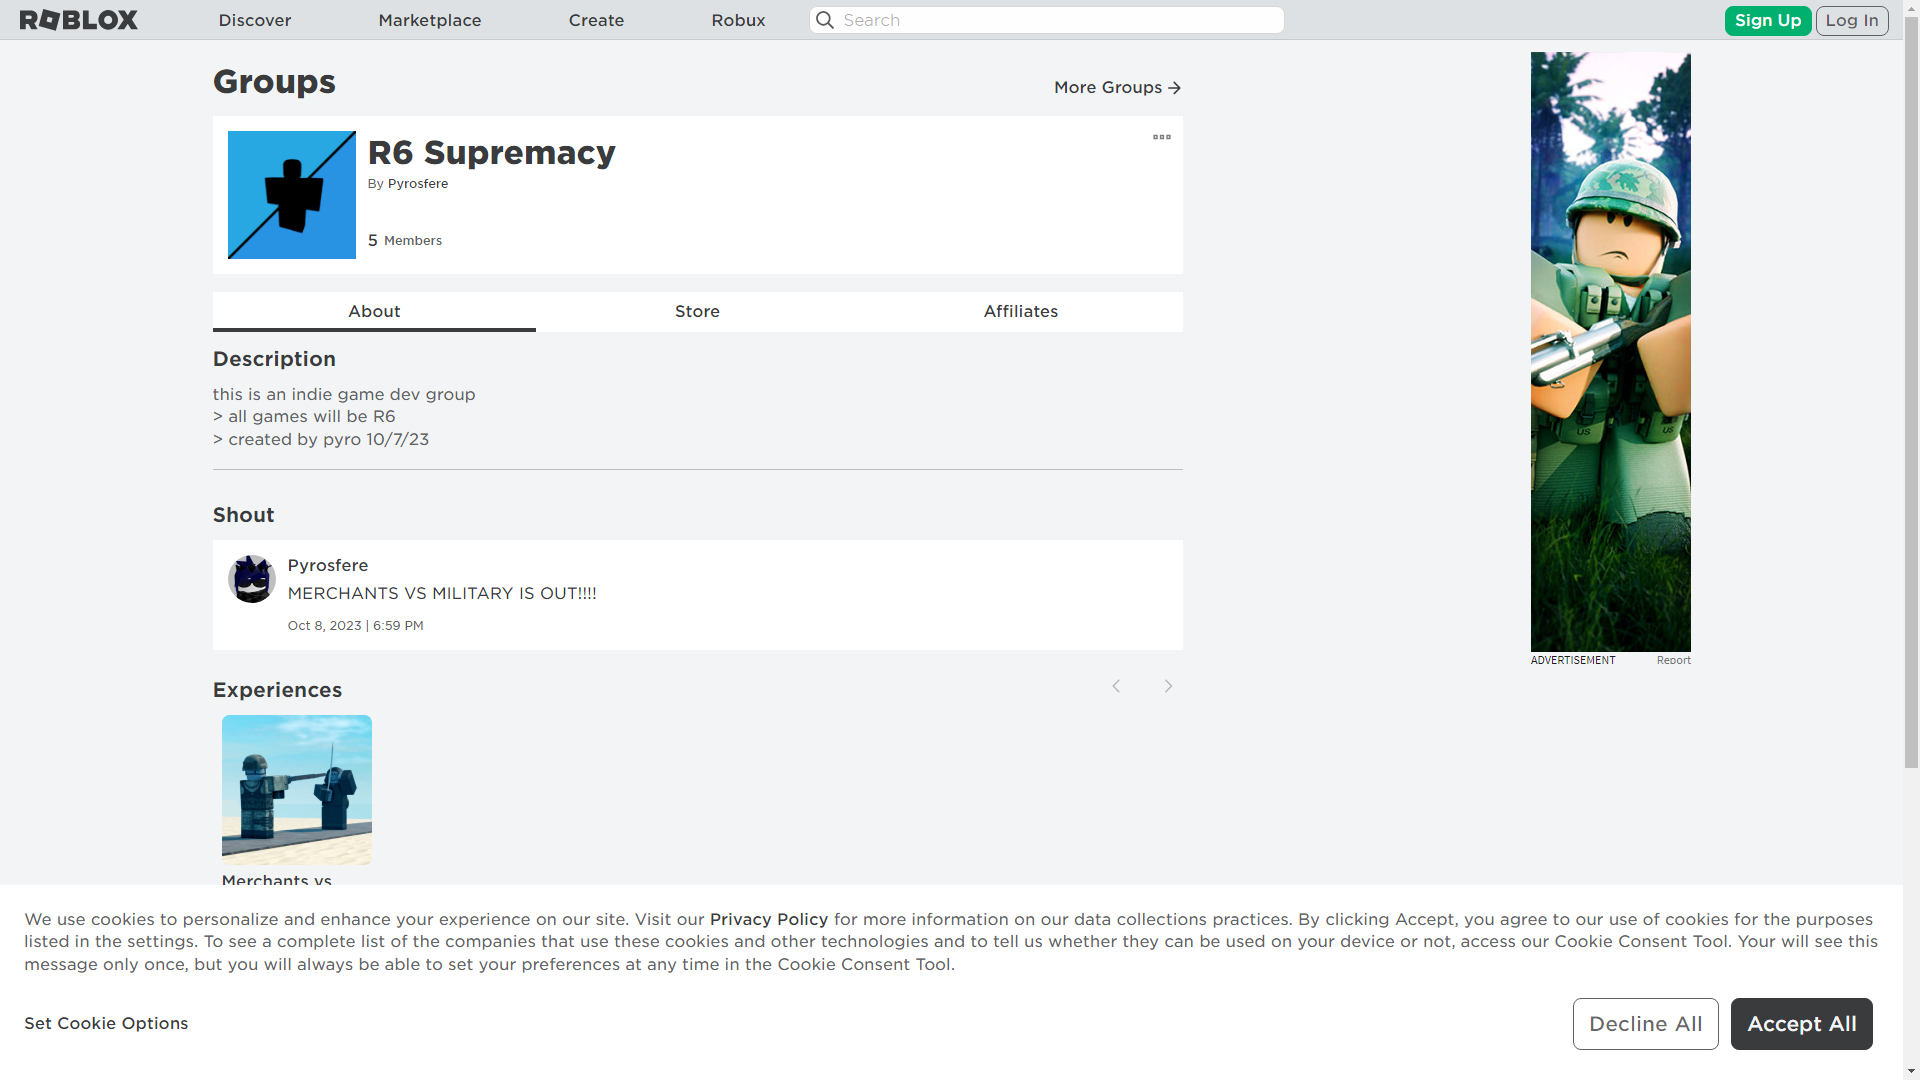 ROBLOX
Discover
Marketplace
Create
Robux
Search
Sign Up
Log In
Groups
More Groups
R6 Supremacy
By Pyrosfere
5 Members
About
Store
Affiliates
Description
this is an indie game dev group
> all games will be R6
> created by pyro 10/7/23
Shout
Pyrosfere
MERCHANTS VS MILITARY IS OUT!!!!
Oct 8, 2023 | 6:59 PM
Experiences
Merchants vs
US
US
ADVERTISEMENT
Report
We use cookies to personalize and enhance your experience on our site. Visit our Privacy Policy for more information on our data collections practices. By clicking Accept, you agree to our use of cookies for the purposes
listed in the settings. To see a complete list of the companies that use these cookies and other technologies and to tell us whether they can be used on your device or not, access our Cookie Consent Tool. Your will see this
message only once, but you will always be able to set your preferences at any time in the Cookie Consent Tool.
Set Cookie Options
Decline All
Accept All